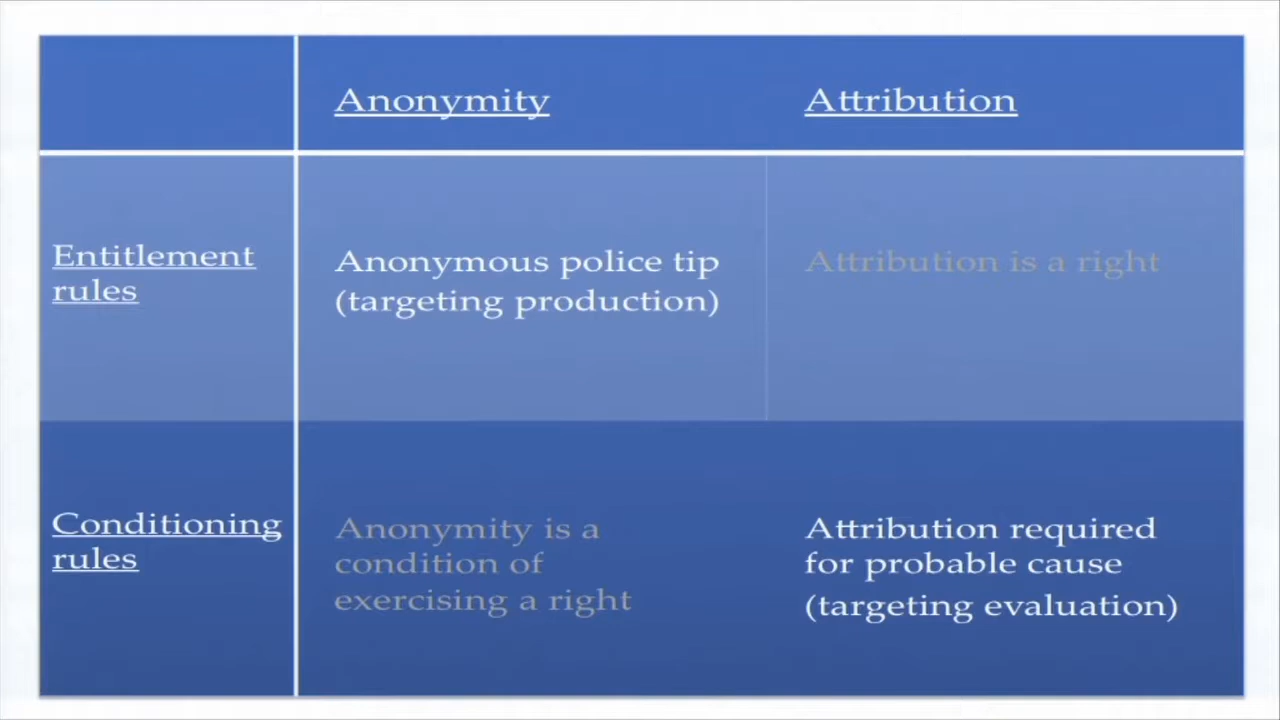 Anonymity
Attribution
Entitlement
rules
Anonymous police tip
(targeting production)
Attribution is a right
Conditioning
rules
Anonymity is a
condition of
exercising a right
Attribution required
for probable cause
(targeting evaluation)